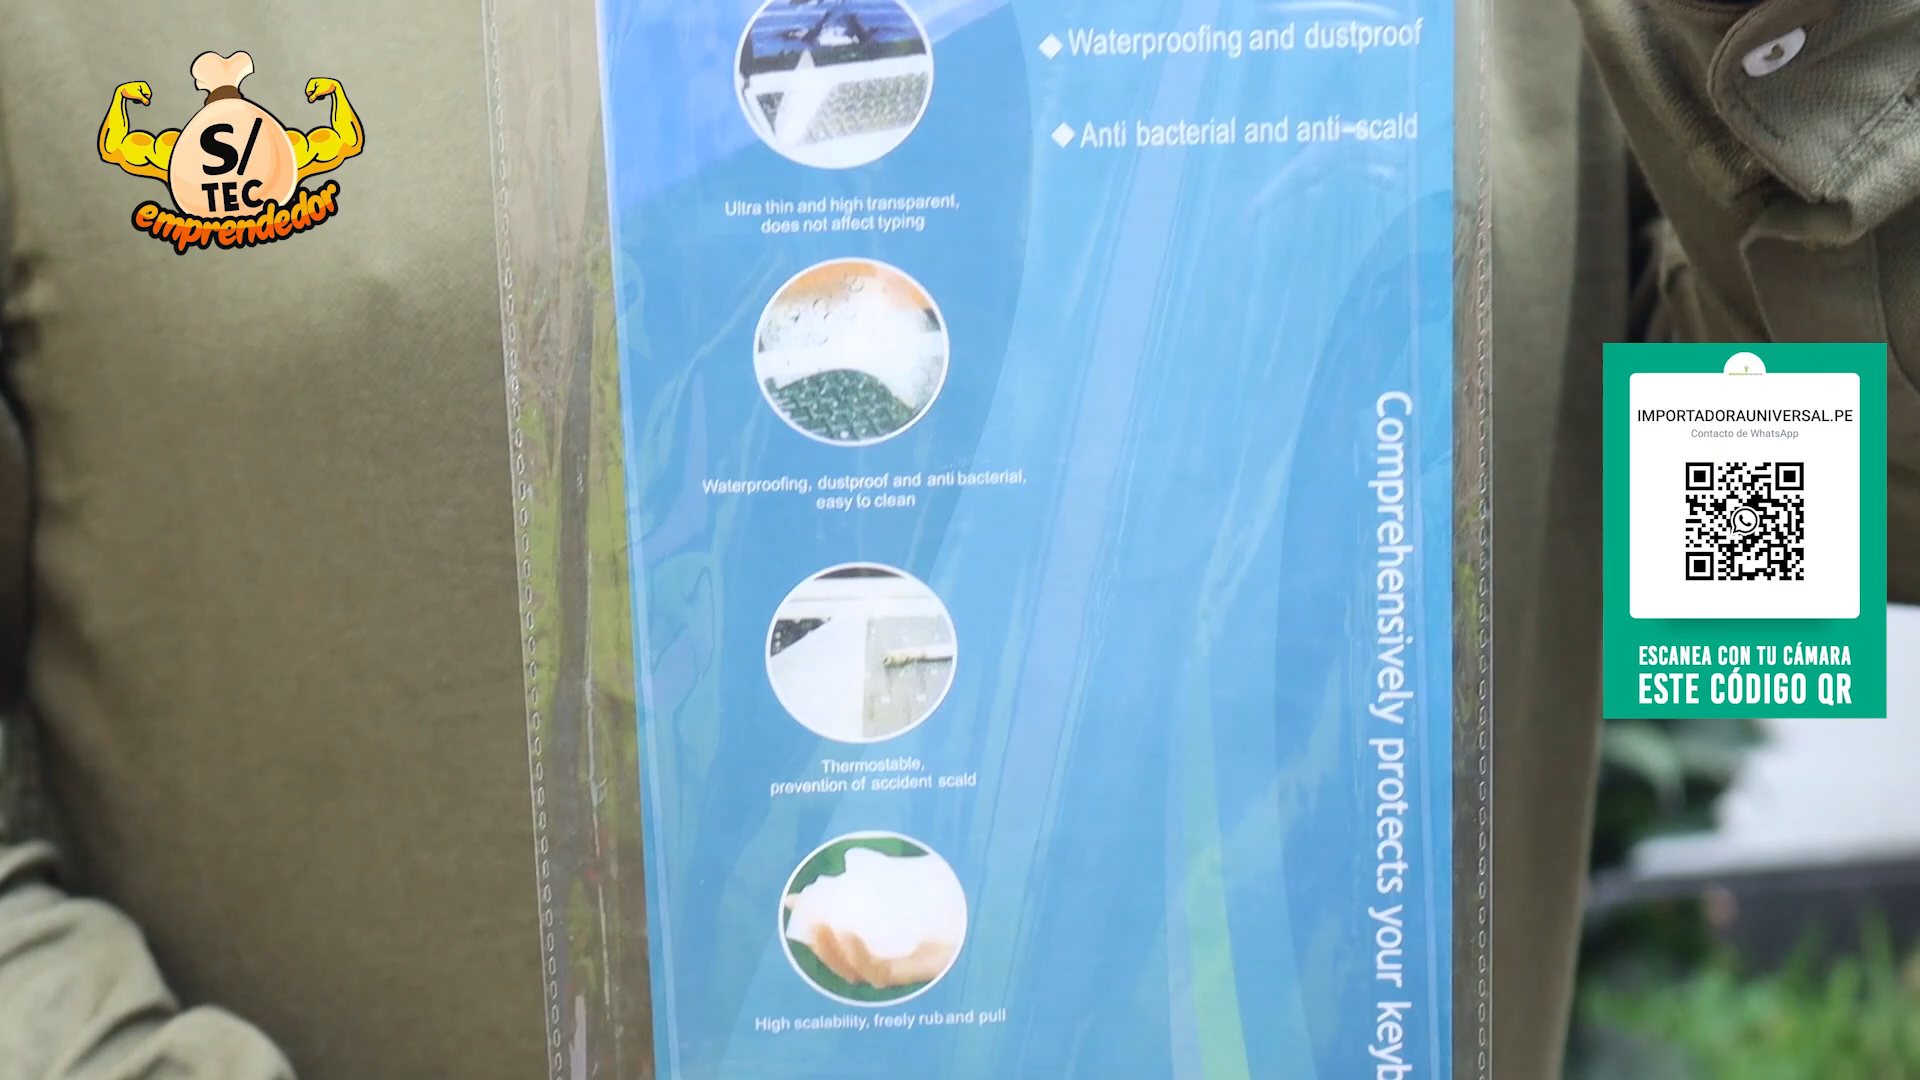 S/
TEC
emprendedor
Waterproofing and dustproof
Anti bacterial and anti-scald
Ultra thin and high transparent,
does not affect typing
Waterproofing, dustproof and anti bacterial,
easy to clean
Thermostable,
prevention of accident scald
High scalability, freely rub and pull
Comprehensively protects your keyb
IMPORTADORAUNIVERSAL.PE
Contacto de WhatsApp
ESCANEA CON TU CÁMARA
ESTE CÓDIGO QR